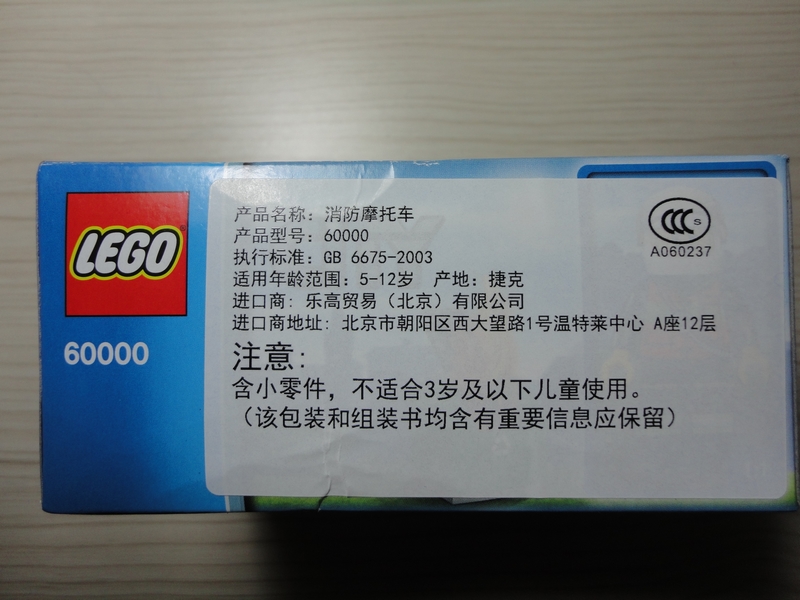 LEGO
60000
产品名称：消防摩托车
产品型号：60000
执行标准：GB 6675-2003
适用年龄范围：5-12岁 产地：捷克
进口商：乐高贸易（北京）有限公司
进口商地址：北京市朝阳区西大望路1号温特莱中心 A座12层
注意：
含小零件，不适合3岁及以下儿童使用。
（该包装和组装书均含有重要信息应保留）
CCC S
A060237